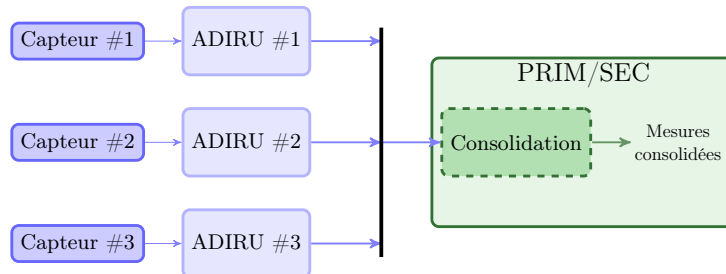 Capteur #1
ADIRU #1
PRIM/SEC
Capteur #2
ADIRU #2
Consolidation
Mesures
consolidées
Capteur #3
ADIRU #3